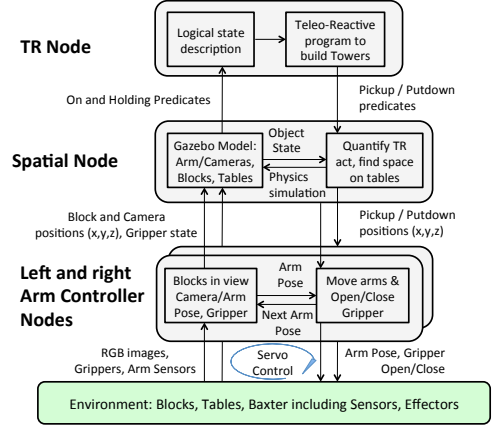 TR Node
Logical state
description
Teleo-Reactive
program to
build Towers
On and Holding Predicates
Pickup / Putdown
predicates
Spatial Node
Gazebo Model:
Arm/Cameras,
Blocks, Tables
Object
State
Physics
simulation
Quantify TR
act, find space
on tables
Block and Camera
positions (x,y,z), Gripper state
Pickup / Putdown
positions (x,y,z)
Left and right
Arm Controller
Nodes
Blocks in view
Camera/Arm
Pose, Gripper
Arm
Pose
Next Arm
Pose
Move arms &
Open/Close
Gripper
RGB images,
Grippers, Arm Sensors
Servo
Control
Arm Pose, Gripper
Open/Close
Environment: Blocks, Tables, Baxter including Sensors, Effectors